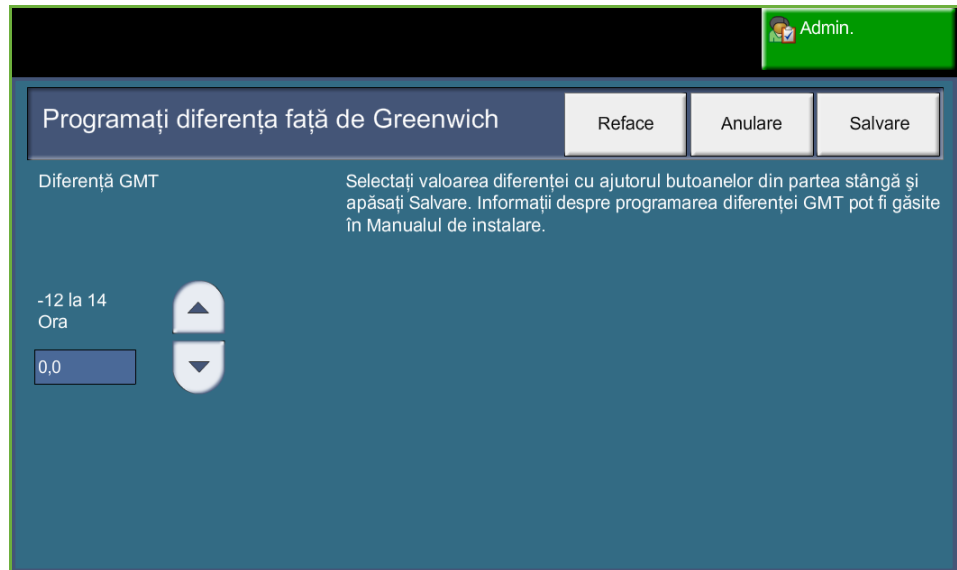 Admin.
Programați diferența față de Greenwich
Reface
Anulare
Salvare
Diferență GMT
Selectați valoarea diferenței cu ajutorul butoanelor din partea stângă şi
apăsați Salvare. Informații despre programarea diferenței GMT pot fi găsite
în Manualul de instalare.
-12 la 14
Ora
0,0